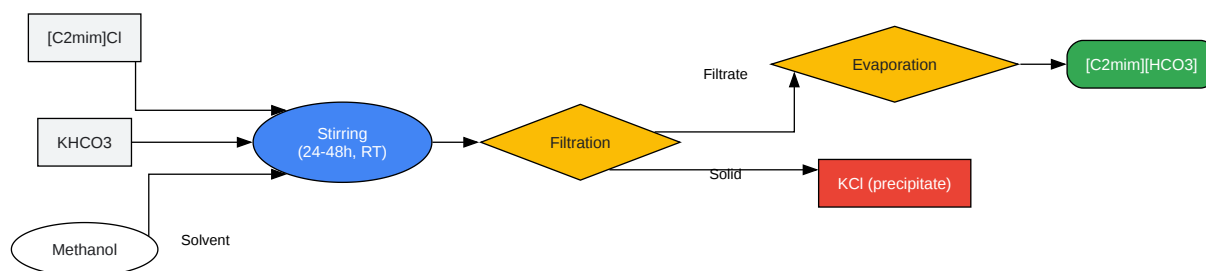 [C2mim]Cl
KHCO3
Methanol
Solvent
Stirring
(24-48h, RT)
Filtration
Filtrate
Solid
Evaporation
KCl (precipitate)
[C2mim][HCO3]